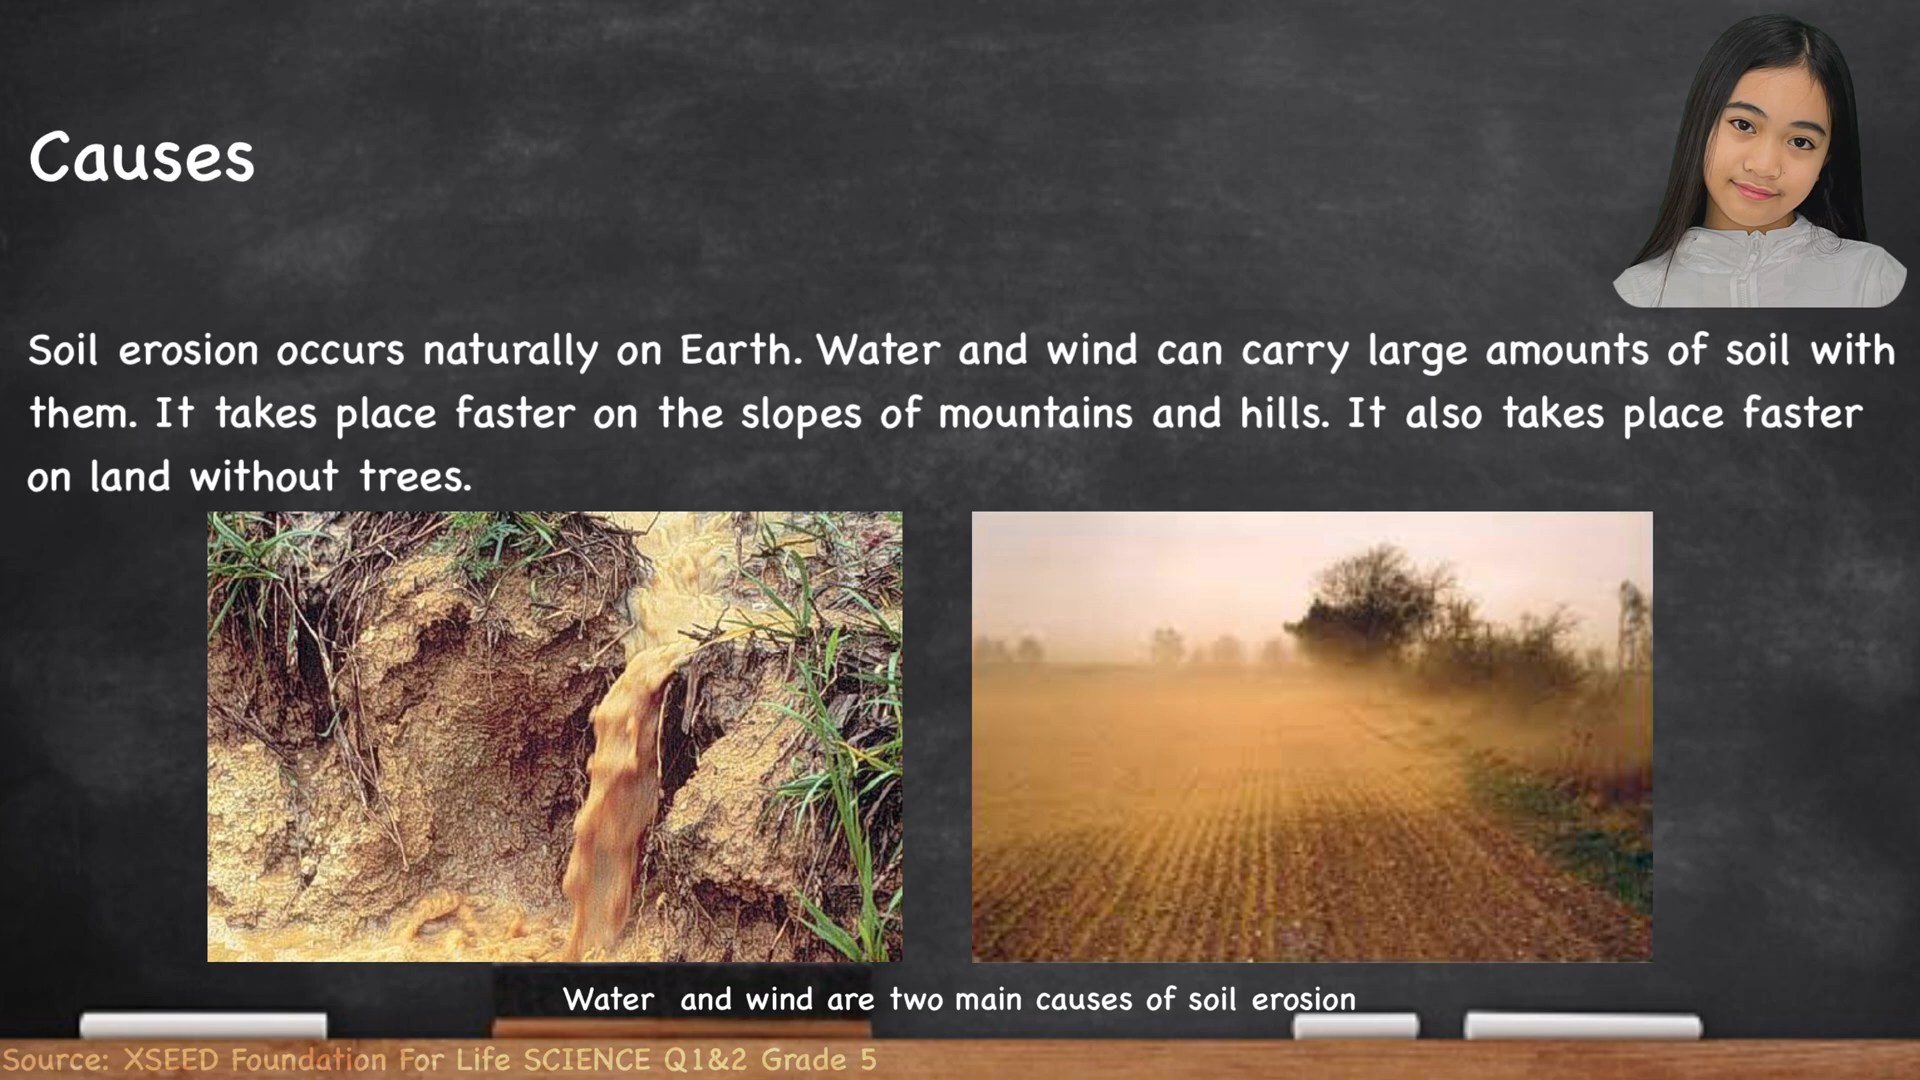 Causes
Soil erosion occurs naturally on Earth. Water and wind can carry large amounts of soil with
them. It takes place faster on the slopes of mountains and hills. It also takes place faster
on land without trees.
Water and wind are two main causes of soil erosion
Source: XSEED Foundation For Life SCIENCE Q1&2 Grade 5